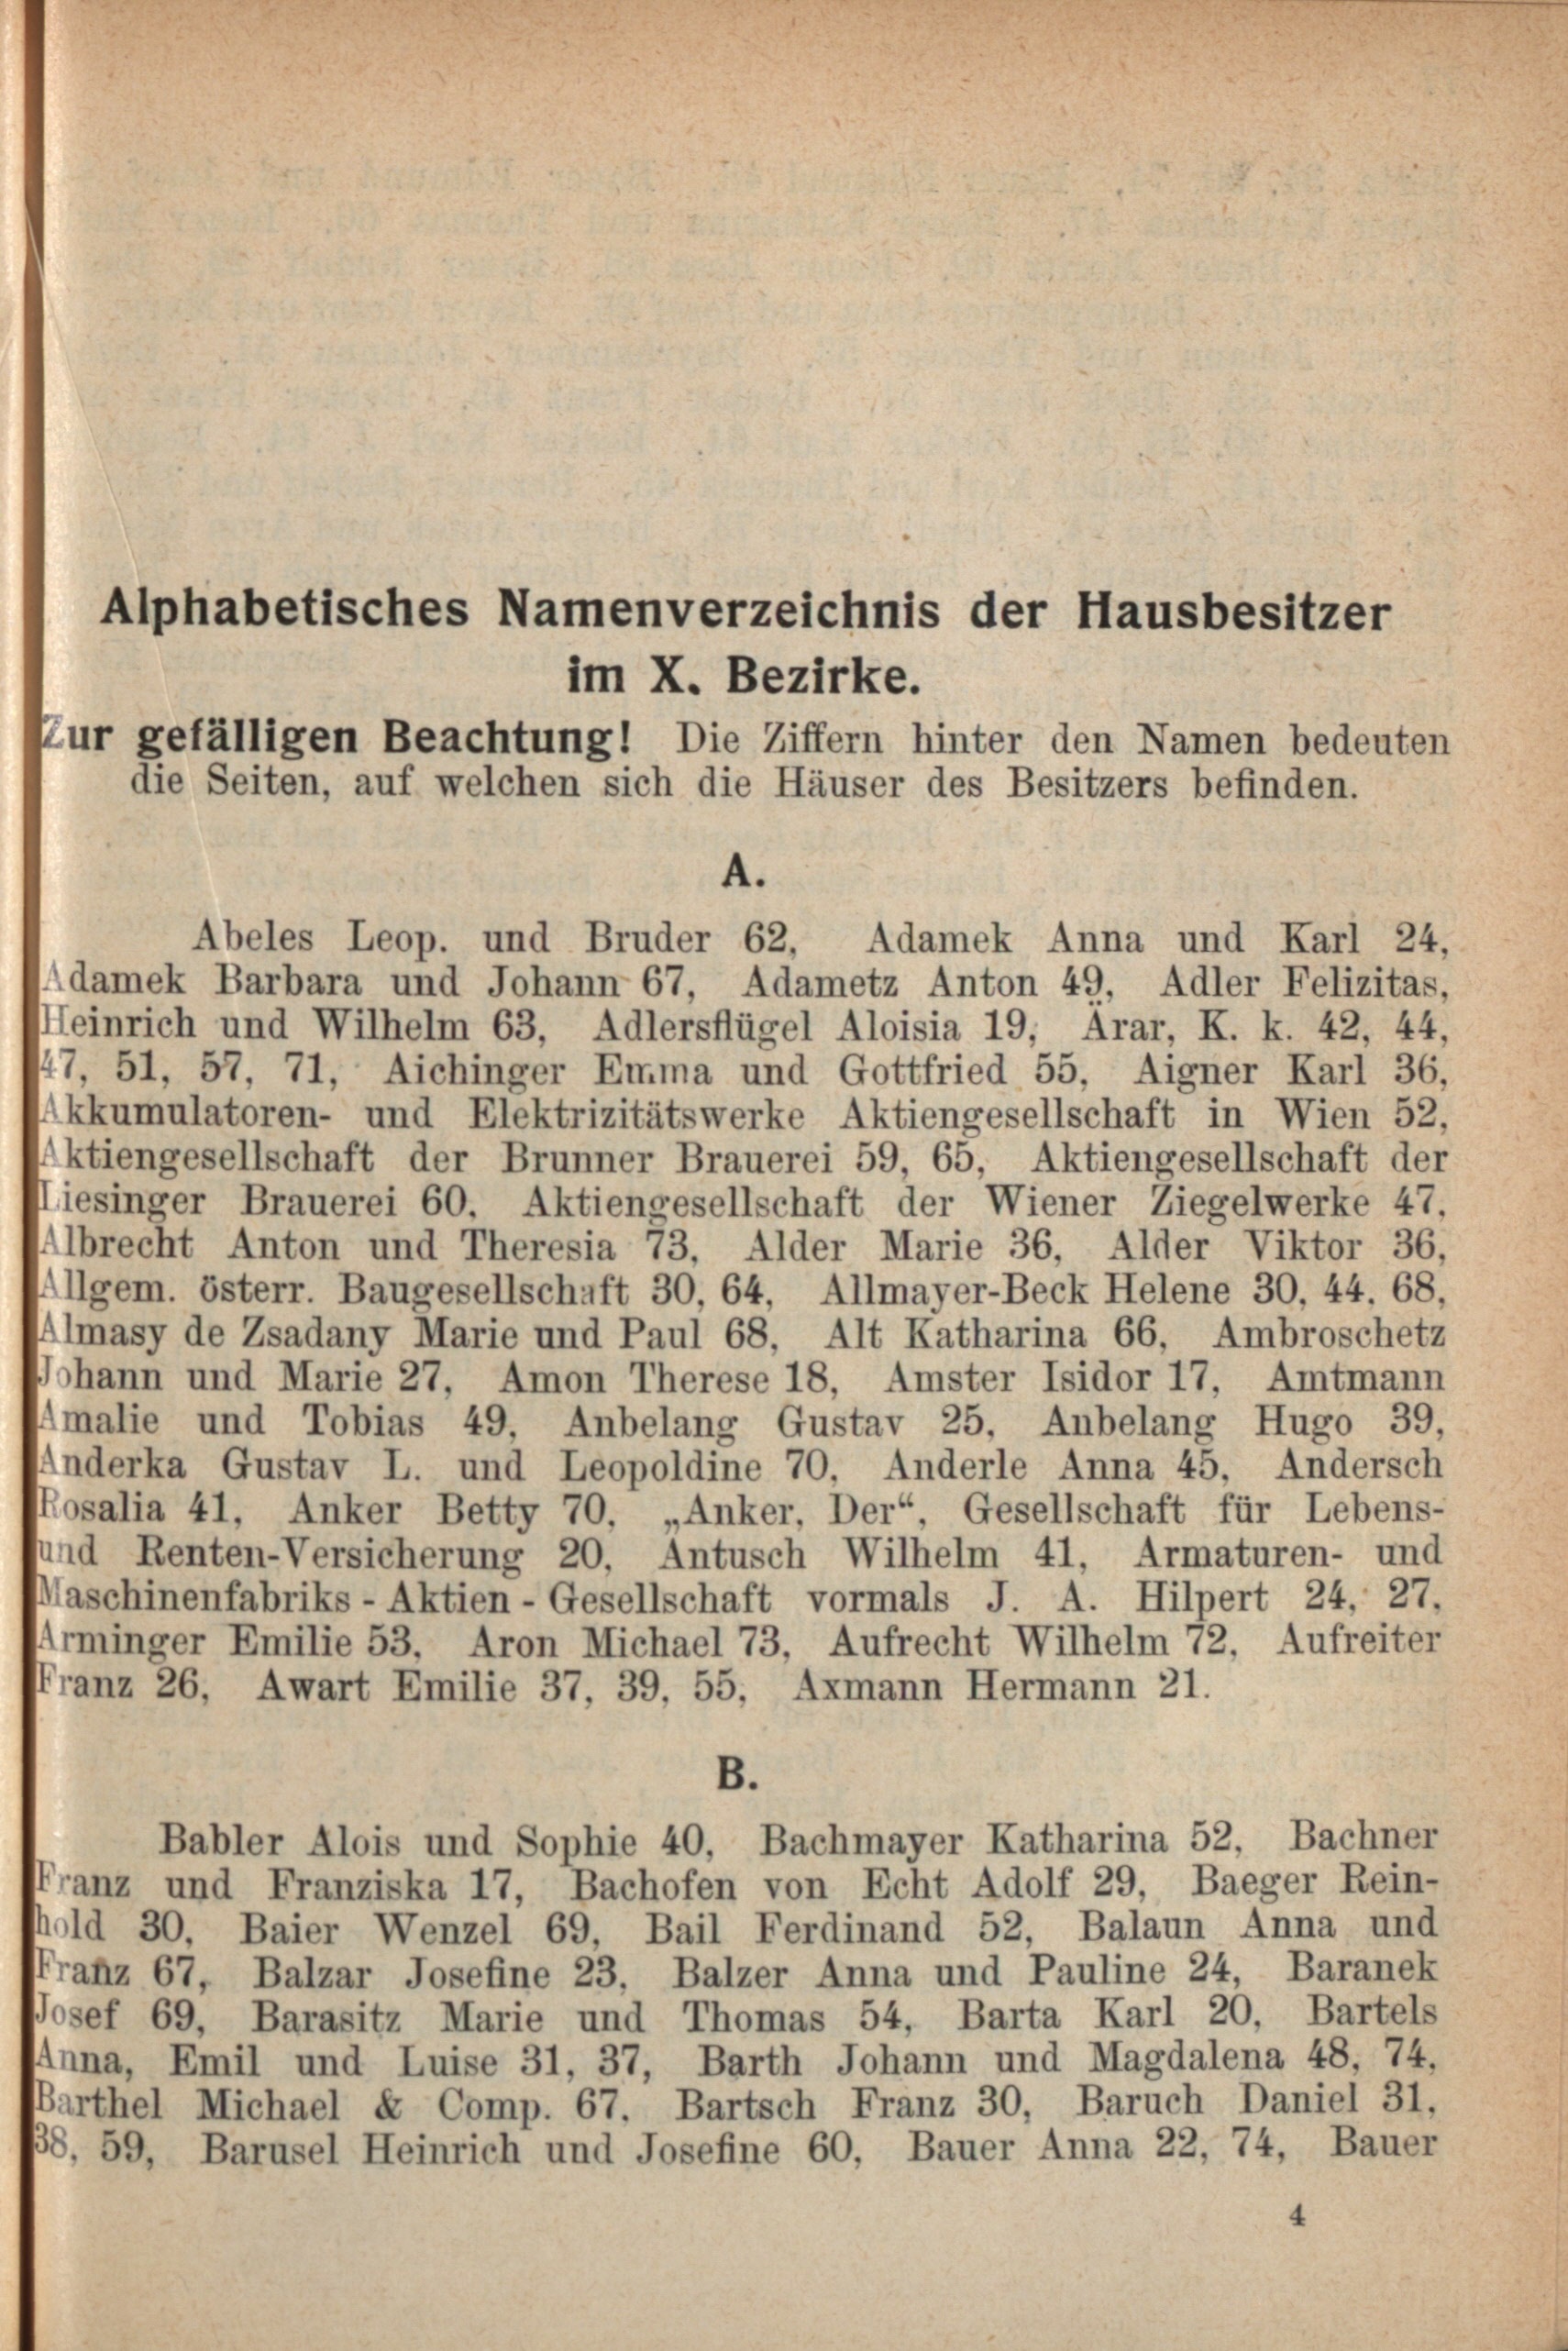 Alphabetisches Namenverzeichnis der Hausbesitzer
im X. Bezirke.
Zur gefälligen Beachtung! Die Ziffern hinter den Namen bedeuten
die Seiten, auf welchen sich die Häuser des Besitzers befinden.
A.
Abeles Leop. und Bruder 62, Adamek Anna und Karl 24,
Adamek Barbara und Johann 67, Adametz Anton 49, Adler Felizitas,
Heinrich und Wilhelm 63, Adlersflügel Aloisia 19, Ärar, K. k. 42, 44,
47, 51, 57, 71, Aichinger Emma und Gottfried 55, Aigner Karl 36,
Akkumulatoren- und Elektrizitätswerke Aktiengesellschaft in Wien 52,
Aktiengesellschaft der Brunner Brauerei 59, 65, Aktiengesellschaft der
Liesinger Brauerei 60, Aktiengesellschaft der Wiener Ziegelwerke 47,
Albrecht Anton und Theresia 73, Alder Marie 36, Alder Viktor 36,
Allgem. österr. Baugesellschaft 30, 64, Allmayer-Beck Helene 30, 44, 68,
Almasy de Zsadany Marie und Paul 68, Alt Katharina 66, Ambroschetz
Johann und Marie 27, Amon Therese 18, Amster Isidor 17, Amtmann
Amalie und Tobias 49, Anbelang Gustav 25, Anbelang Hugo 39,
Anderka Gustav L. und Leopoldine 70, Anderle Anna 45, Andersch
Rosalia 41, Anker Betty 70, „Anker, Der“, Gesellschaft für Lebens-
und Renten-Versicherung 20, Antusch Wilhelm 41, Armaturen- und
Maschinenfabriks - Aktien - Gesellschaft vormals J. A. Hilpert 24, 27,
Arminger Emilie 53, Aron Michael 73, Aufrecht Wilhelm 72, Aufreiter
Franz 26, Awart Emilie 37, 39, 55, Axmann Hermann 21.
B.
Babler Alois und Sophie 40, Bachmayer Katharina 52, Bachner
Franz und Franziska 17, Bachofen von Echt Adolf 29, Baeger Rein-
hold 30, Baier Wenzel 69, Bail Ferdinand 52, Balaun Anna und
Franz 67, Balzar Josefine 23, Balzer Anna und Pauline 24, Baranek
Josef 69, Barasitz Marie und Thomas 54, Barta Karl 20, Bartels
Anna, Emil und Luise 31, 37, Barth Johann und Magdalena 48, 74,
Barthel Michael & Comp. 67, Bartsch Franz 30, Baruch Daniel 31,
38, 59, Barusel Heinrich und Josefine 60, Bauer Anna 22, 74, Bauer
4